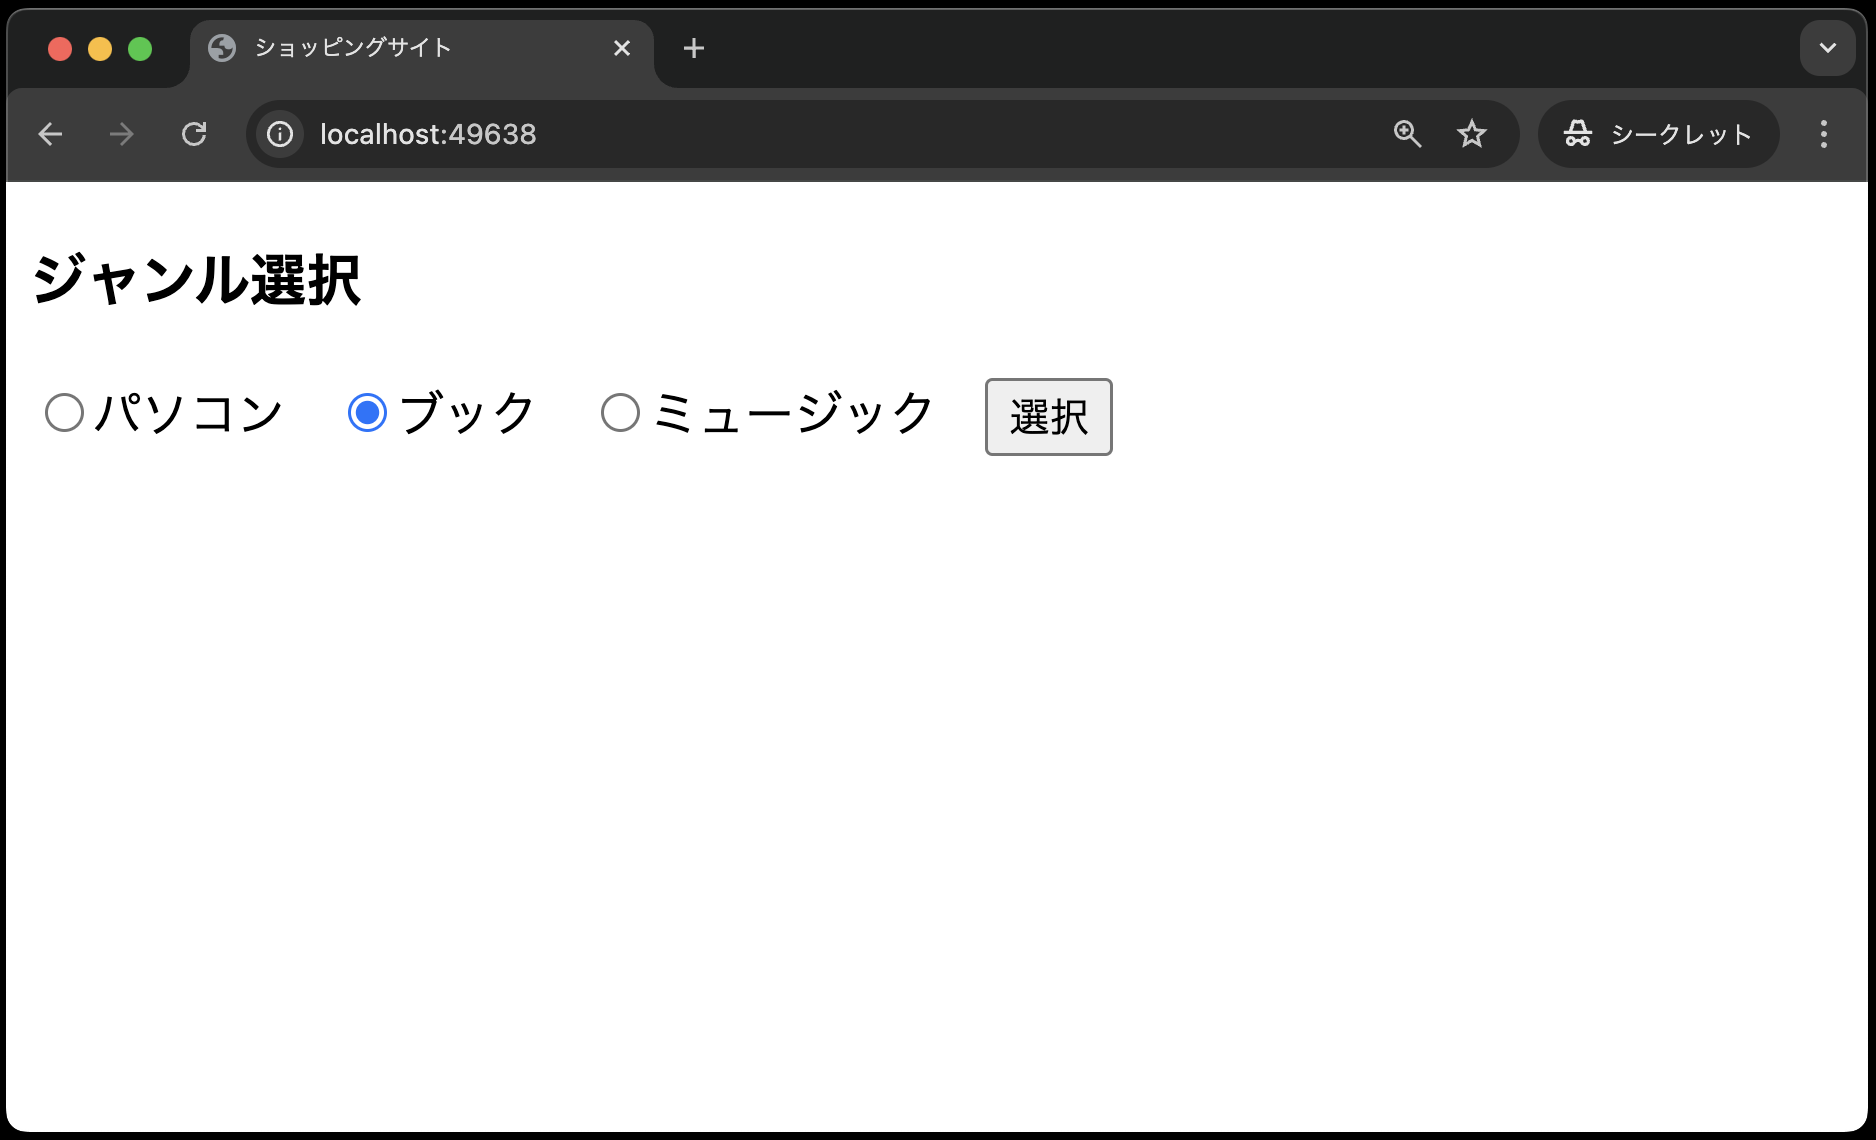 ショッピングサイト
localhost:49638
シークレット
ジャンル選択
パソコン ブック ミュージック 選択